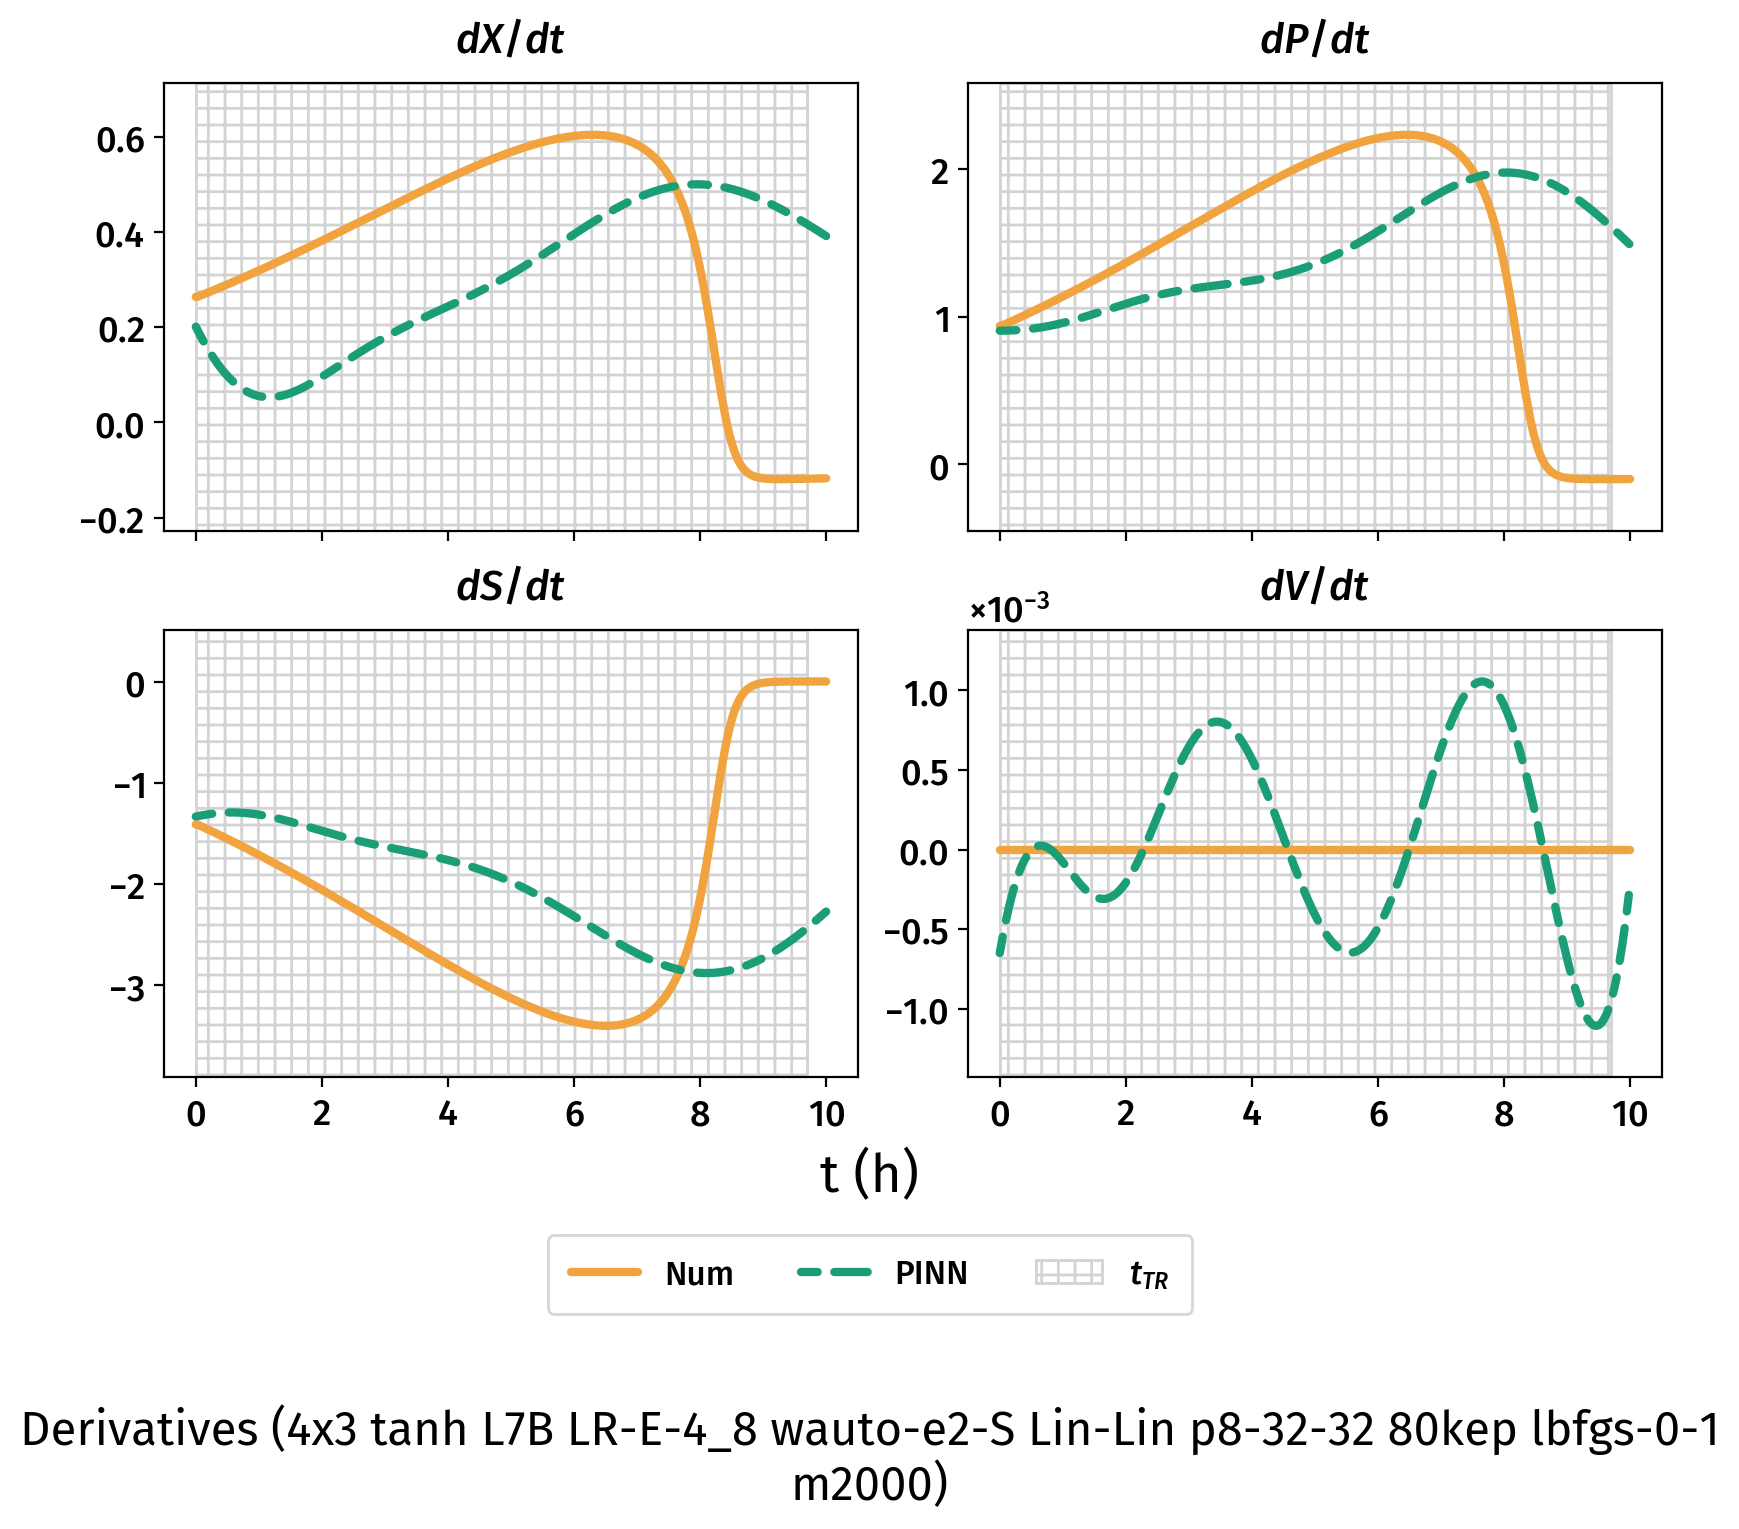 dX/dt
dP/dt
0.6
0.4
0.2
0.0
−0.2
2
1
0
dS/dt
dV/dt
×10⁻³
0
−1
−2
−3
1.0
0.5
0.0
−0.5
−1.0
0 2 4 6 8 10
0 2 4 6 8 10
t (h)
Num PINN t_TR
Derivatives (4x3 tanh L7B LR-E-4_8 wauto-e2-S Lin-Lin p8-32-32 80kep lbfgs-0-1
m2000)